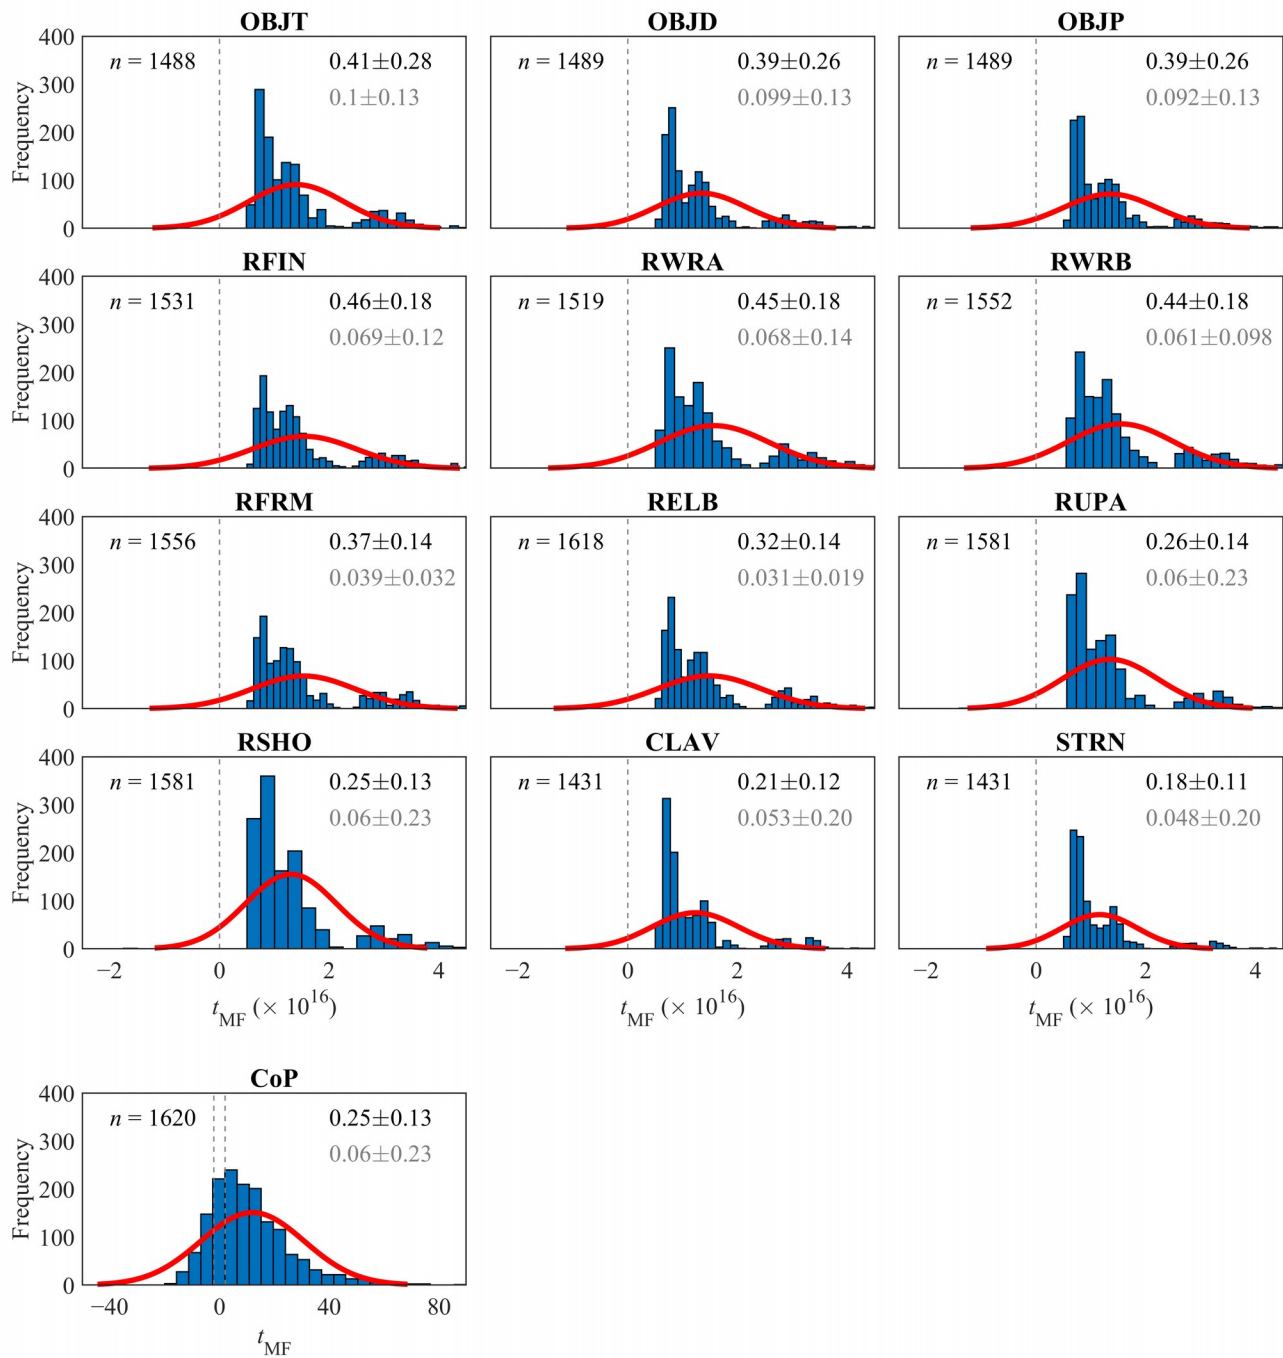 OBJT OBJD OBJP
400
n = 1488 0.41±0.28 n = 1489 0.39±0.26 n = 1489 0.39±0.26
0.1±0.13 0.099±0.13 0.092±0.13
300
Frequency
200
100
0
RFIN RWRA RWRB
400
n = 1531 0.46±0.18 n = 1519 0.45±0.18 n = 1552 0.44±0.18
0.069±0.12 0.068±0.14 0.061±0.098
300
Frequency
200
100
0
RFRM RELB RUPA
400
n = 1556 0.37±0.14 n = 1618 0.32±0.14 n = 1581 0.26±0.14
0.039±0.032 0.031±0.019 0.06±0.23
300
Frequency
200
100
0
RSHO CLAV STRN
400
n = 1581 0.25±0.13 n = 1431 0.21±0.12 n = 1431 0.18±0.11
0.06±0.23 0.053±0.20 0.048±0.20
300
Frequency
200
100
0
−2 0 2 4 −2 0 2 4 −2 0 2 4
tMF (× 10^16) tMF (× 10^16) tMF (× 10^16)
CoP
400
n = 1620 0.25±0.13
0.06±0.23
300
Frequency
200
100
0
−40 0 40 80
tMF